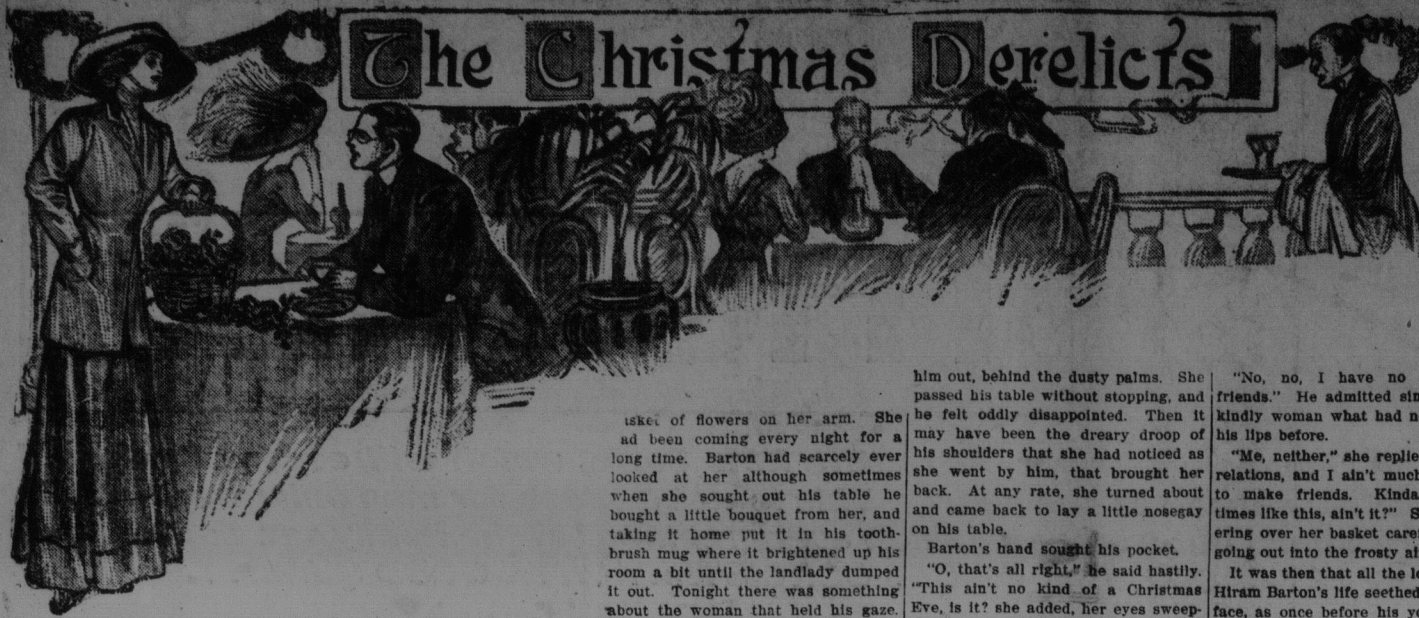 The Christmas Derelicts
of flowers on her arm. She
ad been coming every night for a
long time. Barton had scarcely ever
looked at her although sometimes
when she sought out his table he
bought a little bouquet from her, and
taking it home put it in his tooth-
brush mug where it brightened up his
room a bit until the landlady dumped
it out. Tonight there was something
about the woman that held his gaze.
him out, behind the dusty palms. She
passed his table without stopping, and
he felt oddly disappointed. Then it
may have been the dreary droop of
his shoulders that she had noticed as
she went by him, that brought her
back. At any rate, she turned about
and came back to lay a little nosegay
on his table.
Barton's hand sought his pocket.
"O, that's all right," he said hastily.
"This ain't no kind of a Christmas
Eve, is it? she added, her eyes sweep-
"No, no, I have no
friends." He admitted sin
kindly woman what had n
his lips before.
"Me, neither," she replie
relations, and I ain't much
to make friends. Kinda
times like this, ain't it?" S
ering over her basket care
going out into the frosty ai
It was then that all the lo
Hiram Barton's life seethed
face, as once before his yo